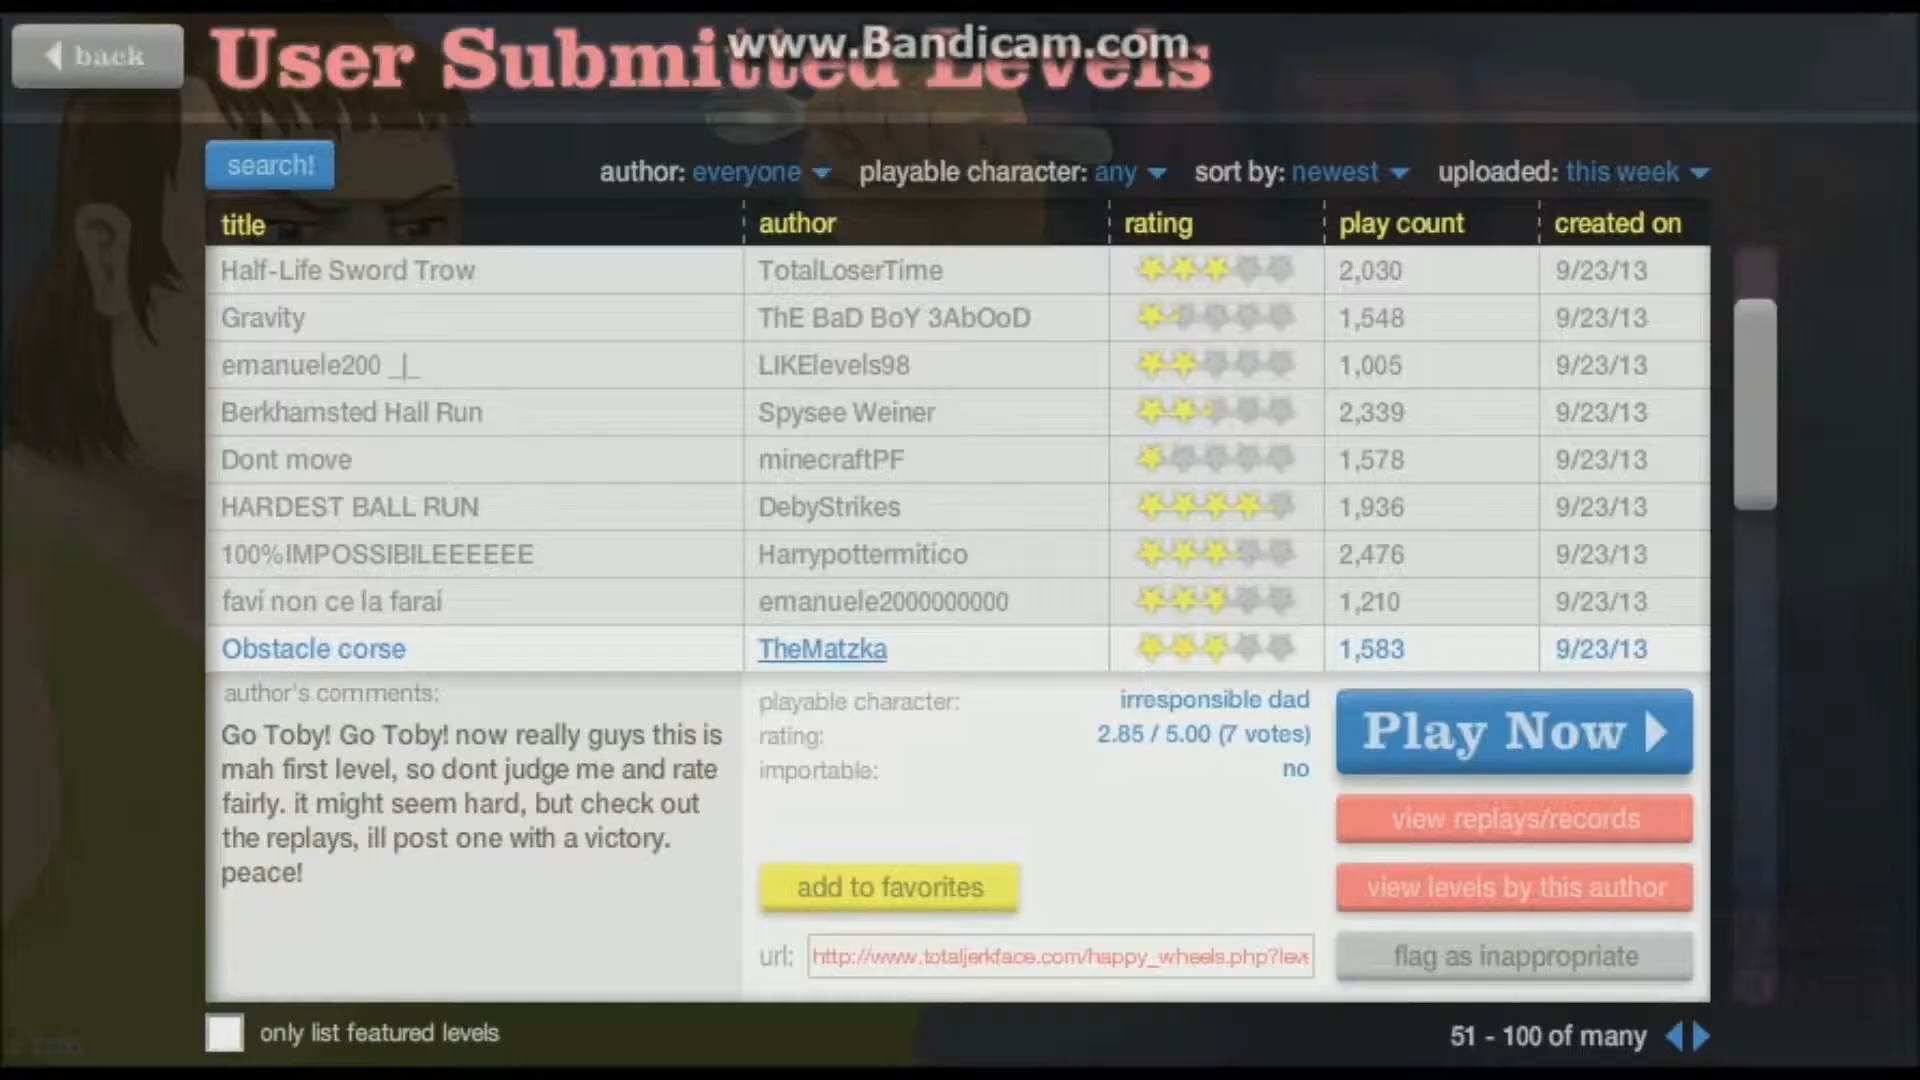 back
User Submitted Levels
www.Bandicam.com
search!
author: everyone playable character: any sort by: newest uploaded: this week
title author rating play count created on
Half-Life Sword Trow TotalLoserTime 2,030 9/23/13
Gravity ThE BaD BoY 3AbOoD 1,548 9/23/13
emanuele200 _|_ LIKElevels98 1,005 9/23/13
Berkhamsted Hall Run Spysee Weiner 2,339 9/23/13
Dont move minecraftPF 1,578 9/23/13
HARDEST BALL RUN DebyStrikes 1,936 9/23/13
100%IMPOSSIBILEEEEEE Harrypottermitico 2,476 9/23/13
favi non ce la farai emanuele2000000000 1,210 9/23/13
Obstacle corse TheMatzka 1,583 9/23/13
author's comments:
Go Toby! Go Toby! now really guys this is
mah first level, so dont judge me and rate
fairly. it might seem hard, but check out
the replays, ill post one with a victory.
peace!
playable character: irresponsible dad
rating: 2.85 / 5.00 (7 votes)
importable: no
add to favorites
url: http://www.totaljerkface.com/happy_wheels.php?leve
Play Now
view replays/records
view levels by this author
flag as inappropriate
only list featured levels
51 - 100 of many